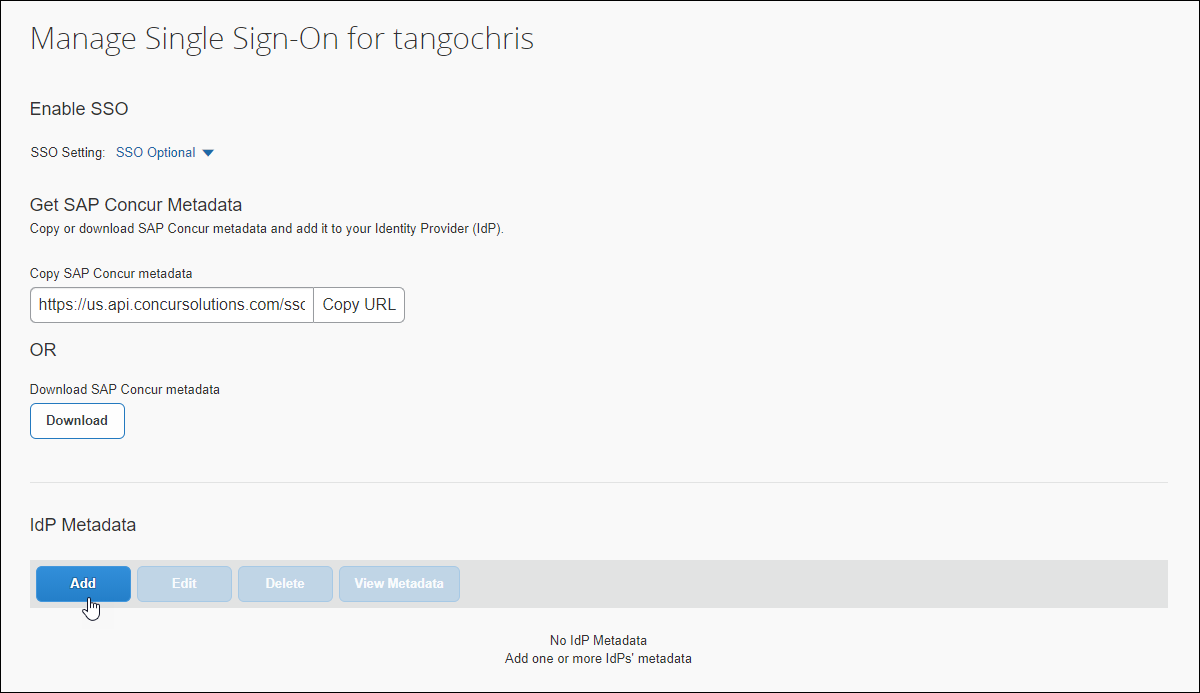 Manage Single Sign-On for tangochris
Enable SSO
SSO Setting: SSO Optional
Get SAP Concur Metadata
Copy or download SAP Concur metadata and add it to your Identity Provider (IdP).
Copy SAP Concur metadata
https://us.api.concursolutions.com/sso Copy URL
OR
Download SAP Concur metadata
Download
IdP Metadata
Add Edit Delete View Metadata
No IdP Metadata
Add one or more IdPs' metadata